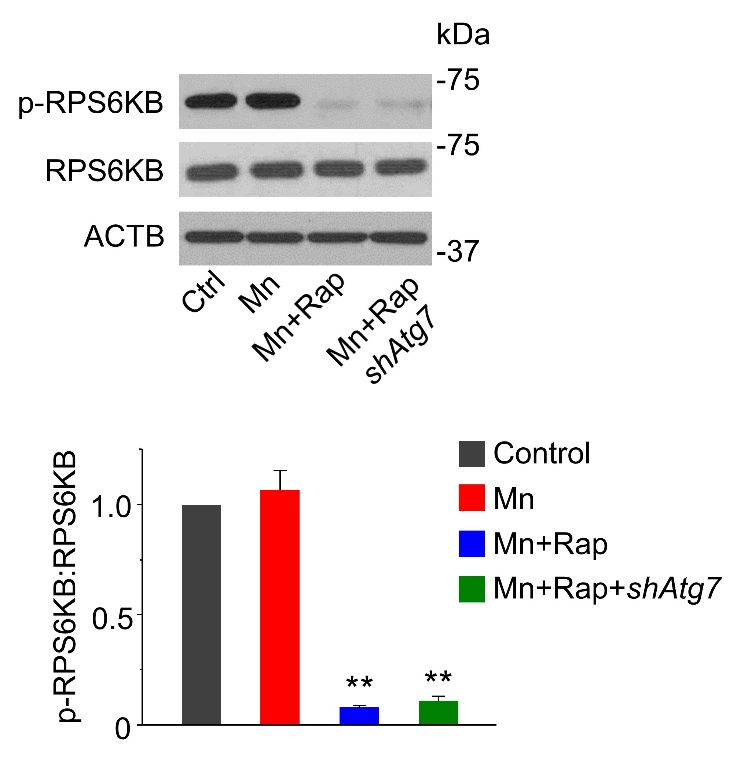 kDa
p-RPS6KB
-75
RPS6KB
-75
ACTB
-37
Ctrl
Mn
Mn+Rap
Mn+Rap
shAtg7
p-RPS6KB:RPS6KB
1.0
0.5
0
**
**
Control
Mn
Mn+Rap
Mn+Rap+shAtg7